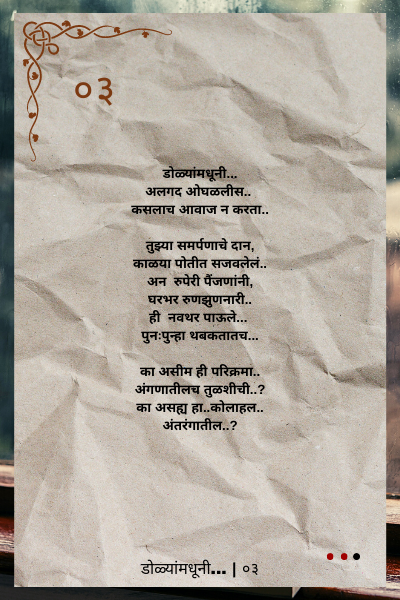 ०३
डोळ्यांमधूनी...
अलगद ओघळलीस..
कसलाच आवाज न करता..
तुझ्या समर्पणाचे दान,
काळया पोतीत सजवलेलं..
अन रुपेरी पैंजणांनी,
घरभर रुणझुणनारी..
ही नवथर पाऊले...
पुनःपुन्हा थबकतातच...
का असीम ही परिक्रमा..
अंगणातीलच तुळशीची..?
का असह्य हा..कोलाहल..
अंतरंगातील..?
डोळ्यांमधूनी... | ०३